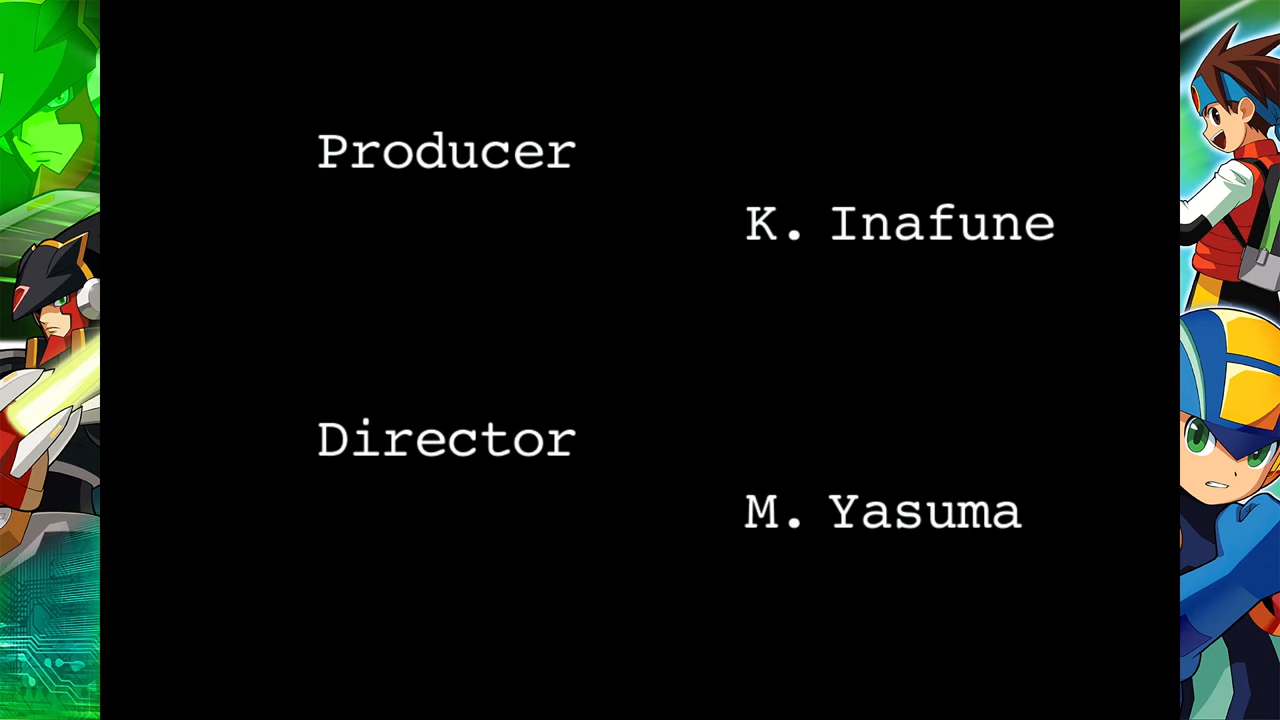 Producer
K. Inafune
Director
M. Yasuma